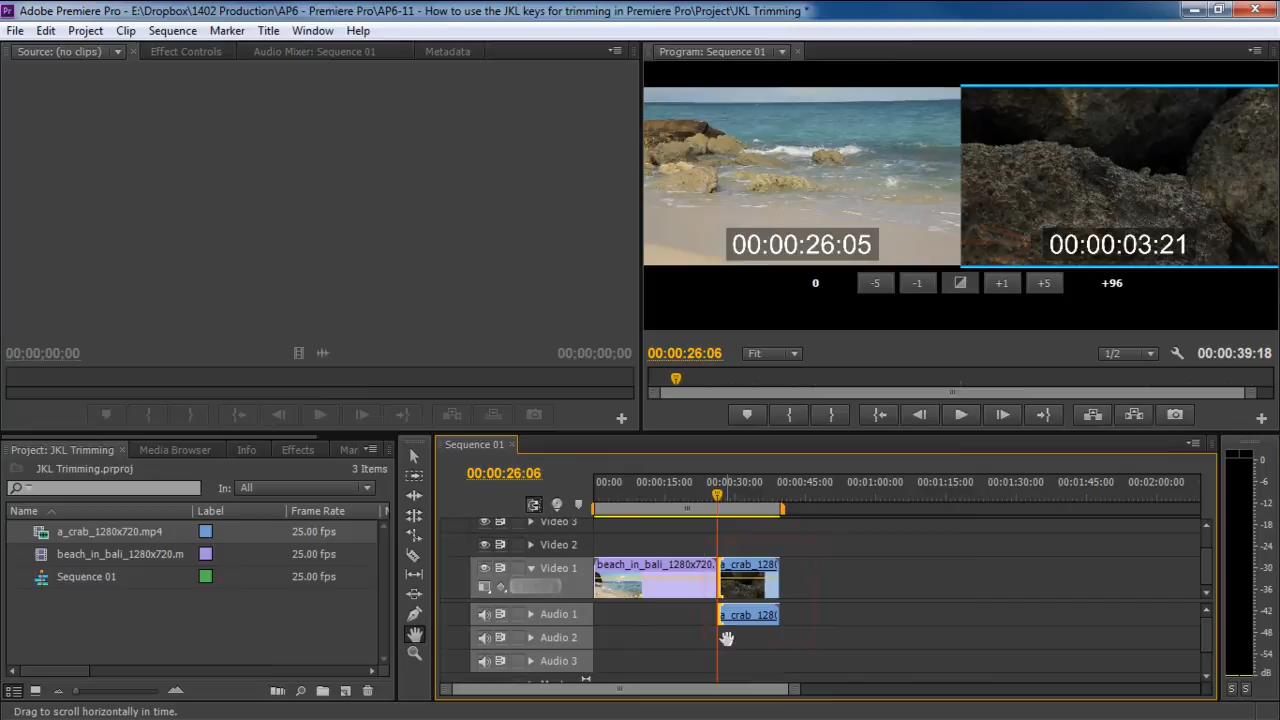 Adobe Premiere Pro - E:\Dropbox\1402 Production\AP6 - Premiere Pro\AP6-11 - How to use the JKL keys for trimming in Premiere Pro\Project\JKL Trimming *
File Edit Project Clip Sequence Marker Title Window Help
Source: (no clips) Effect Controls Audio Mixer: Sequence 01 Metadata
Program: Sequence 01
00:00:26:05
00:00:03:21
0 -5 -1 +1 +5 +96
00;00;00;00 00;00;00;00
00:00:26:06 Fit 1/2 00:00:39:18
Project: JKL Trimming Media Browser Info Effects Mar
JKL Trimming.prproj 3 Items
In: All
Name Label Frame Rate
a_crab_1280x720.mp4 25.00 fps
beach_in_bali_1280x720.m 25.00 fps
Sequence 01 25.00 fps
Sequence 01
00:00:26:06
00:00 00:00:15:00 00:00:30:00 00:00:45:00 00:01:00:00 00:01:15:00 00:01:30:00 00:01:45:00 00:02:00:00
Video 3
Video 2
Video 1 beach_in_bali_1280x720. a_crab_128(
Audio 1 a_crab_128(
Audio 2
Audio 3
0
-6
-12
-18
-24
-30
-36
-42
-48
-54
dB
S S
Drag to scroll horizontally in time.